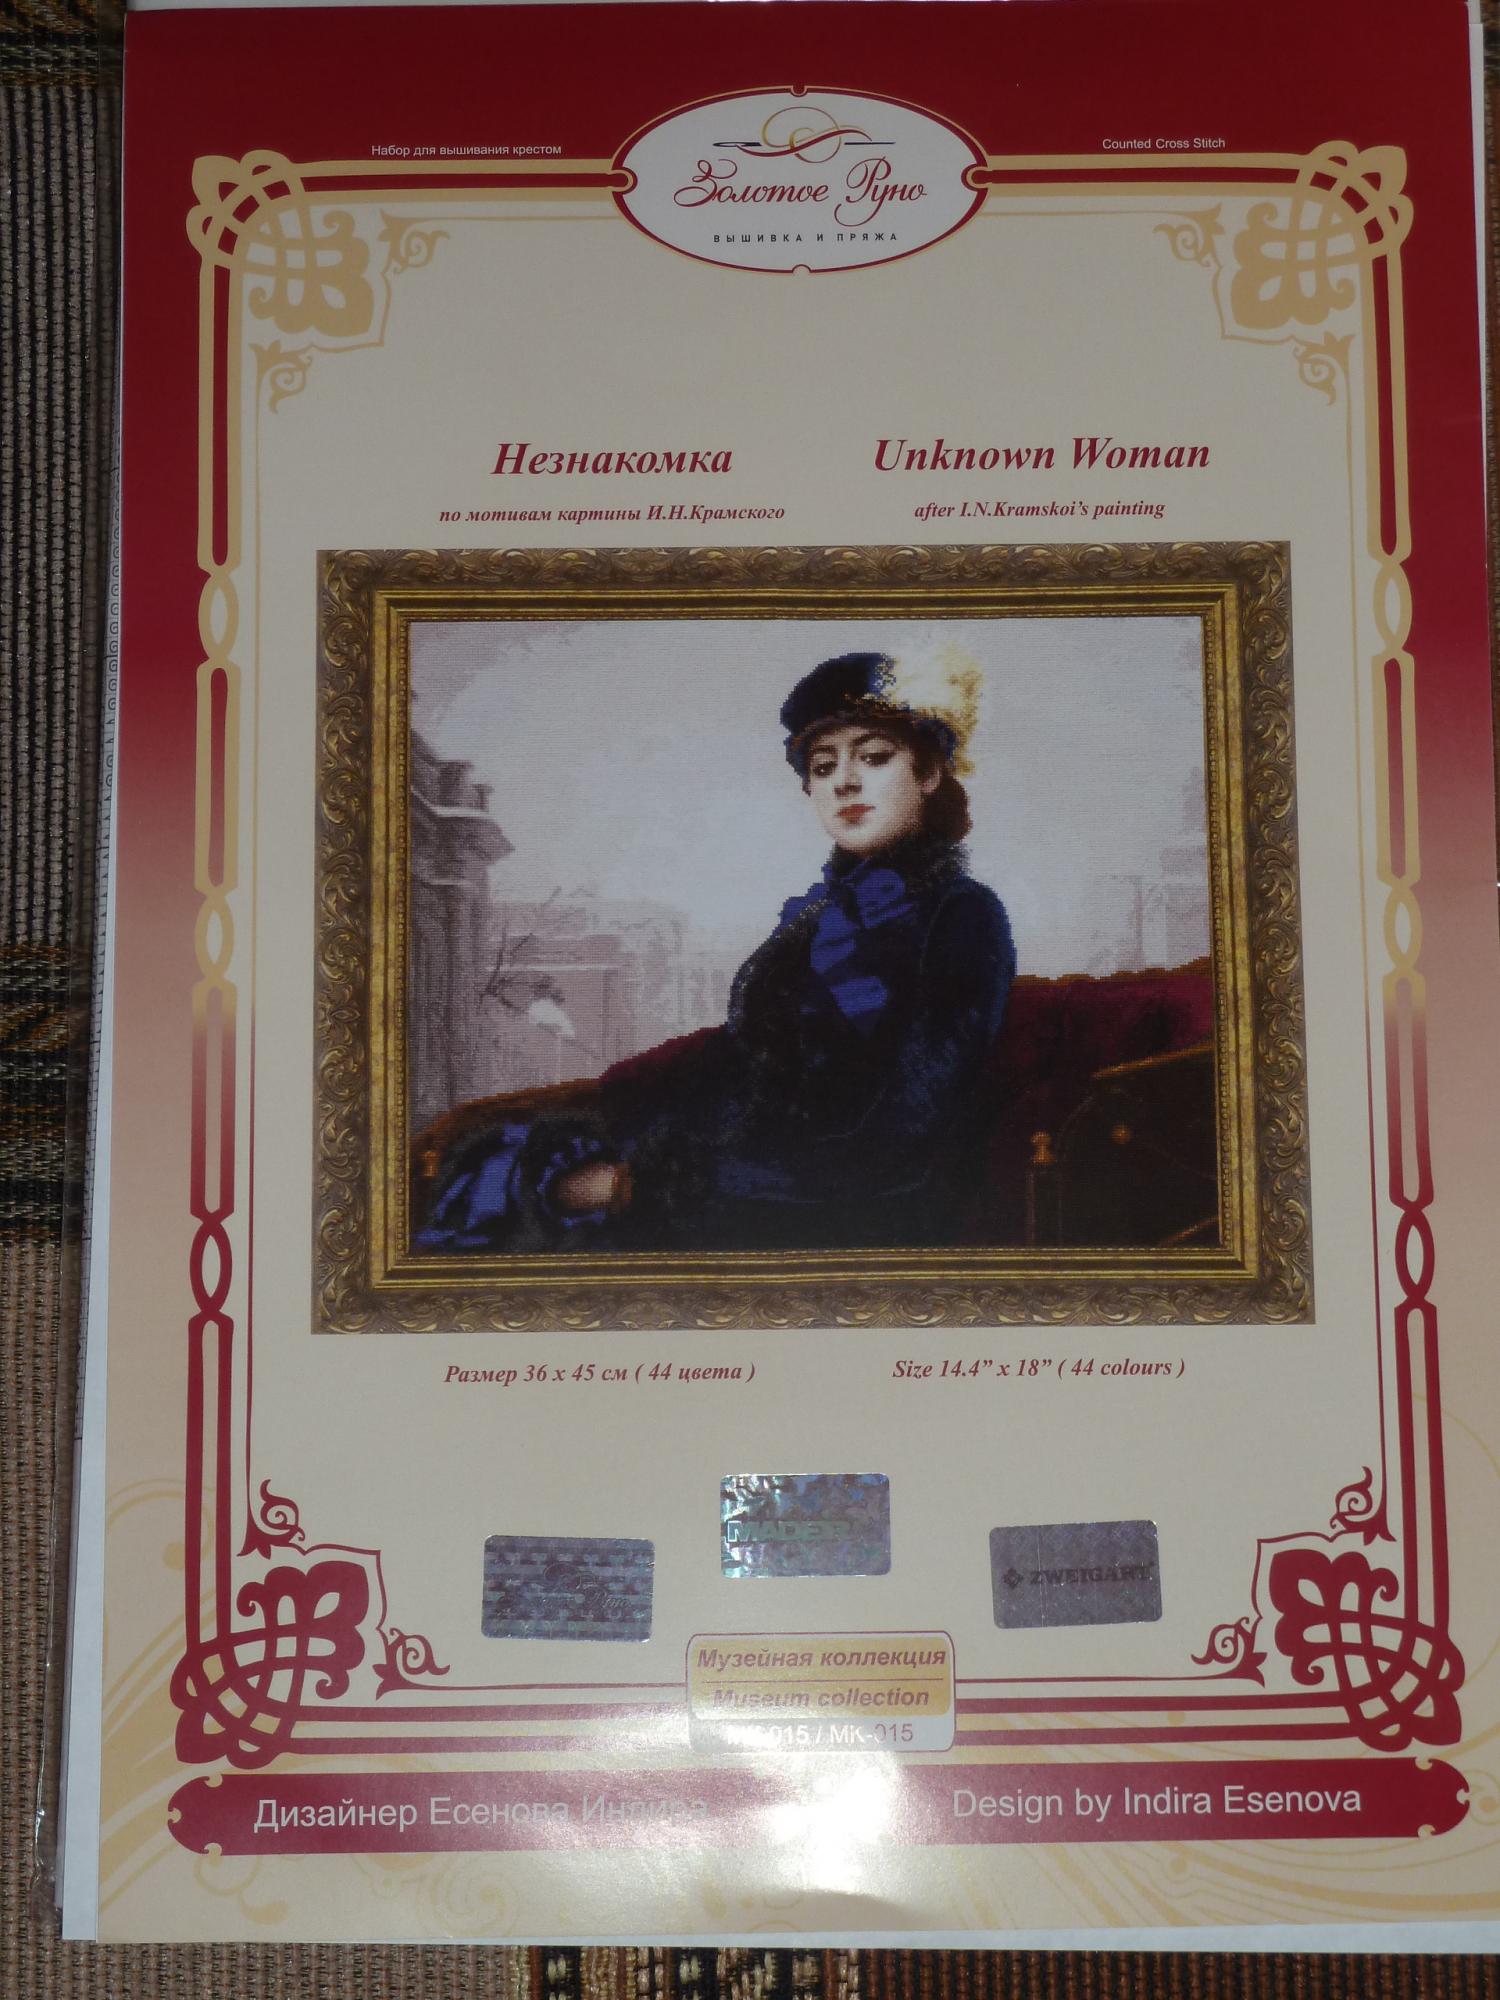 Набор для вышивания крестом
Counted Cross Stitch
Золотое Руно
ВЫШИВКА И ПРЯЖА
Незнакомка
Unknown Woman
по мотивам картины И.Н.Крамского
after I.N.Kramskoi's painting
Размер 36 х 45 см ( 44 цвета )
Size 14.4” x 18” ( 44 colours )
MADEIRA
ZWEIGART
Музейная коллекция
Museum collection
МК-015 / MK-015
Дизайнер Есенова Индира
Design by Indira Esenova